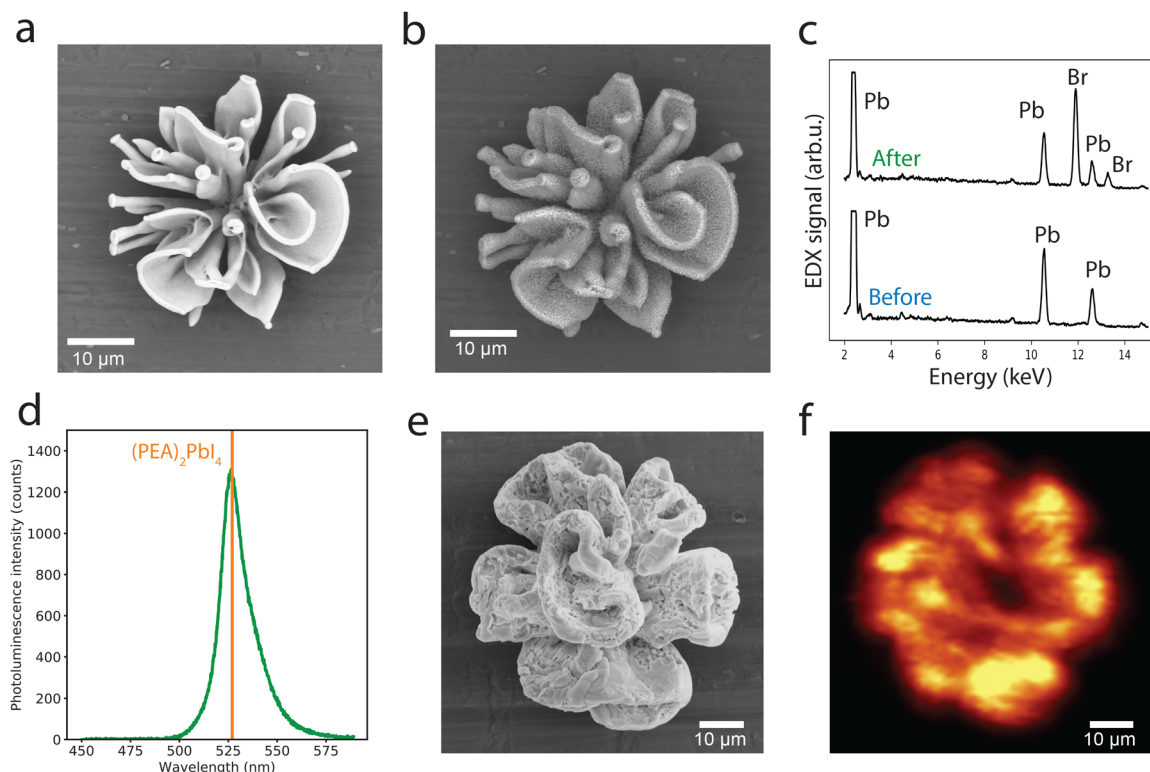 a
10 µm
b
10 µm
c
EDX signal (arb.u.)
Pb
Pb
Br
Pb
Br
After
Pb
Pb
Pb
Before
2 4 6 8 10 12 14
Energy (keV)
d
Photoluminescence intensity (counts)
1400
1200
1000
800
600
400
200
0
(PEA)₂PbI₄
450 475 500 525 550 575
Wavelength (nm)
e
10 µm
f
10 µm